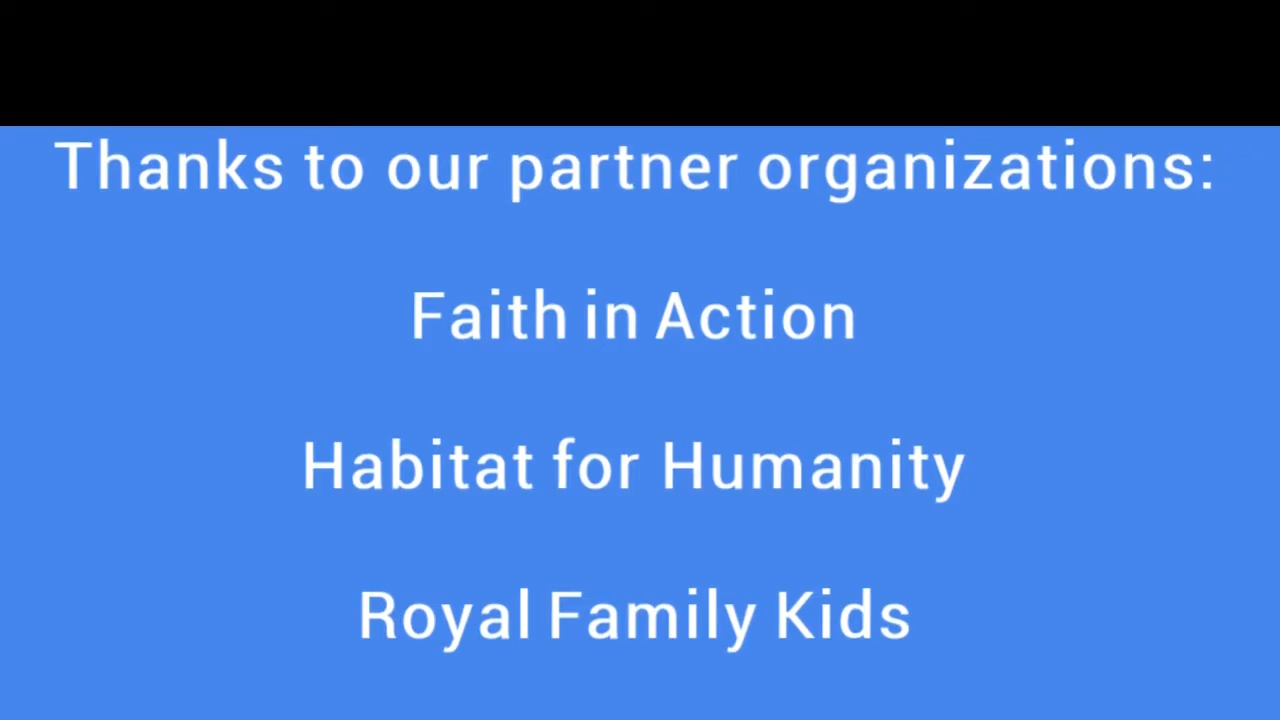 Thanks to our partner organizations:
Faith in Action
Habitat for Humanity
Royal Family Kids